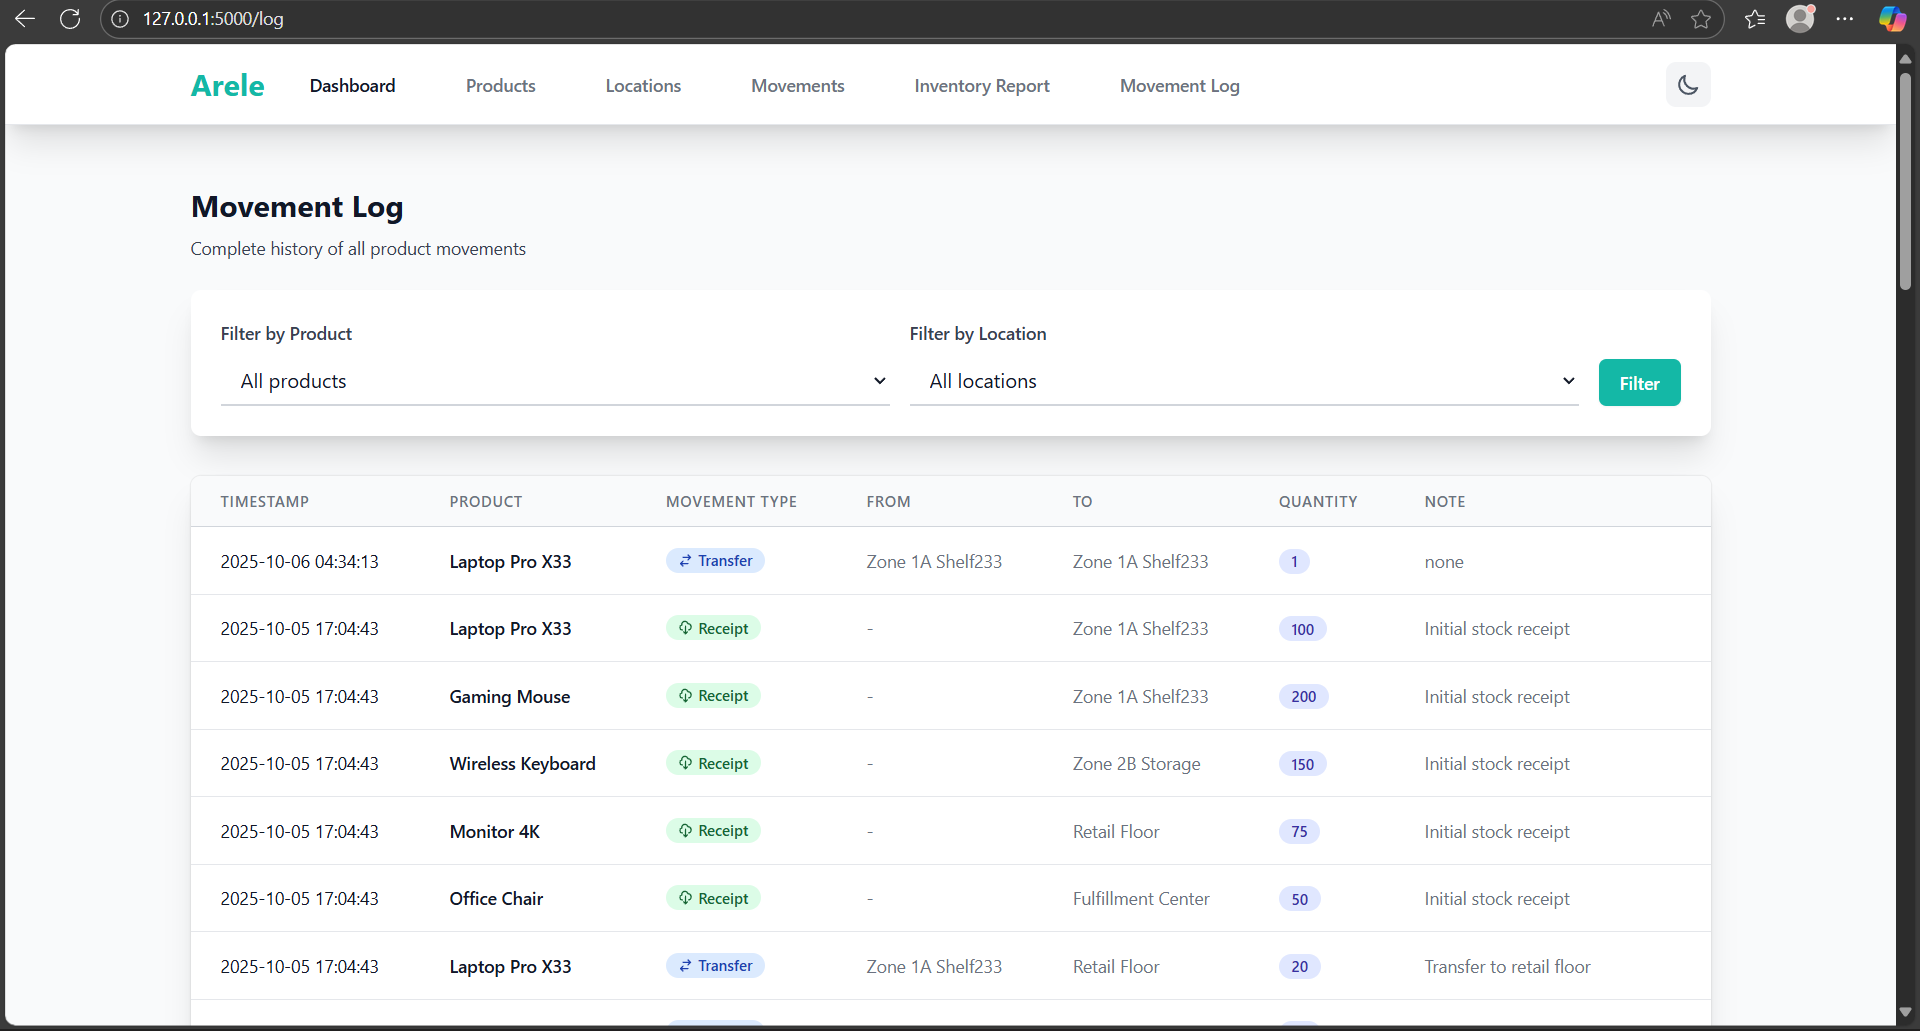 127.0.0.1:5000/log
Arele Dashboard Products Locations Movements Inventory Report Movement Log
Movement Log
Complete history of all product movements
Filter by Product Filter by Location
All products All locations Filter
TIMESTAMP PRODUCT MOVEMENT TYPE FROM TO QUANTITY NOTE
2025-10-06 04:34:13 Laptop Pro X33 Transfer Zone 1A Shelf233 Zone 1A Shelf233 1 none
2025-10-05 17:04:43 Laptop Pro X33 Receipt - Zone 1A Shelf233 100 Initial stock receipt
2025-10-05 17:04:43 Gaming Mouse Receipt - Zone 1A Shelf233 200 Initial stock receipt
2025-10-05 17:04:43 Wireless Keyboard Receipt - Zone 2B Storage 150 Initial stock receipt
2025-10-05 17:04:43 Monitor 4K Receipt - Retail Floor 75 Initial stock receipt
2025-10-05 17:04:43 Office Chair Receipt - Fulfillment Center 50 Initial stock receipt
2025-10-05 17:04:43 Laptop Pro X33 Transfer Zone 1A Shelf233 Retail Floor 20 Transfer to retail floor